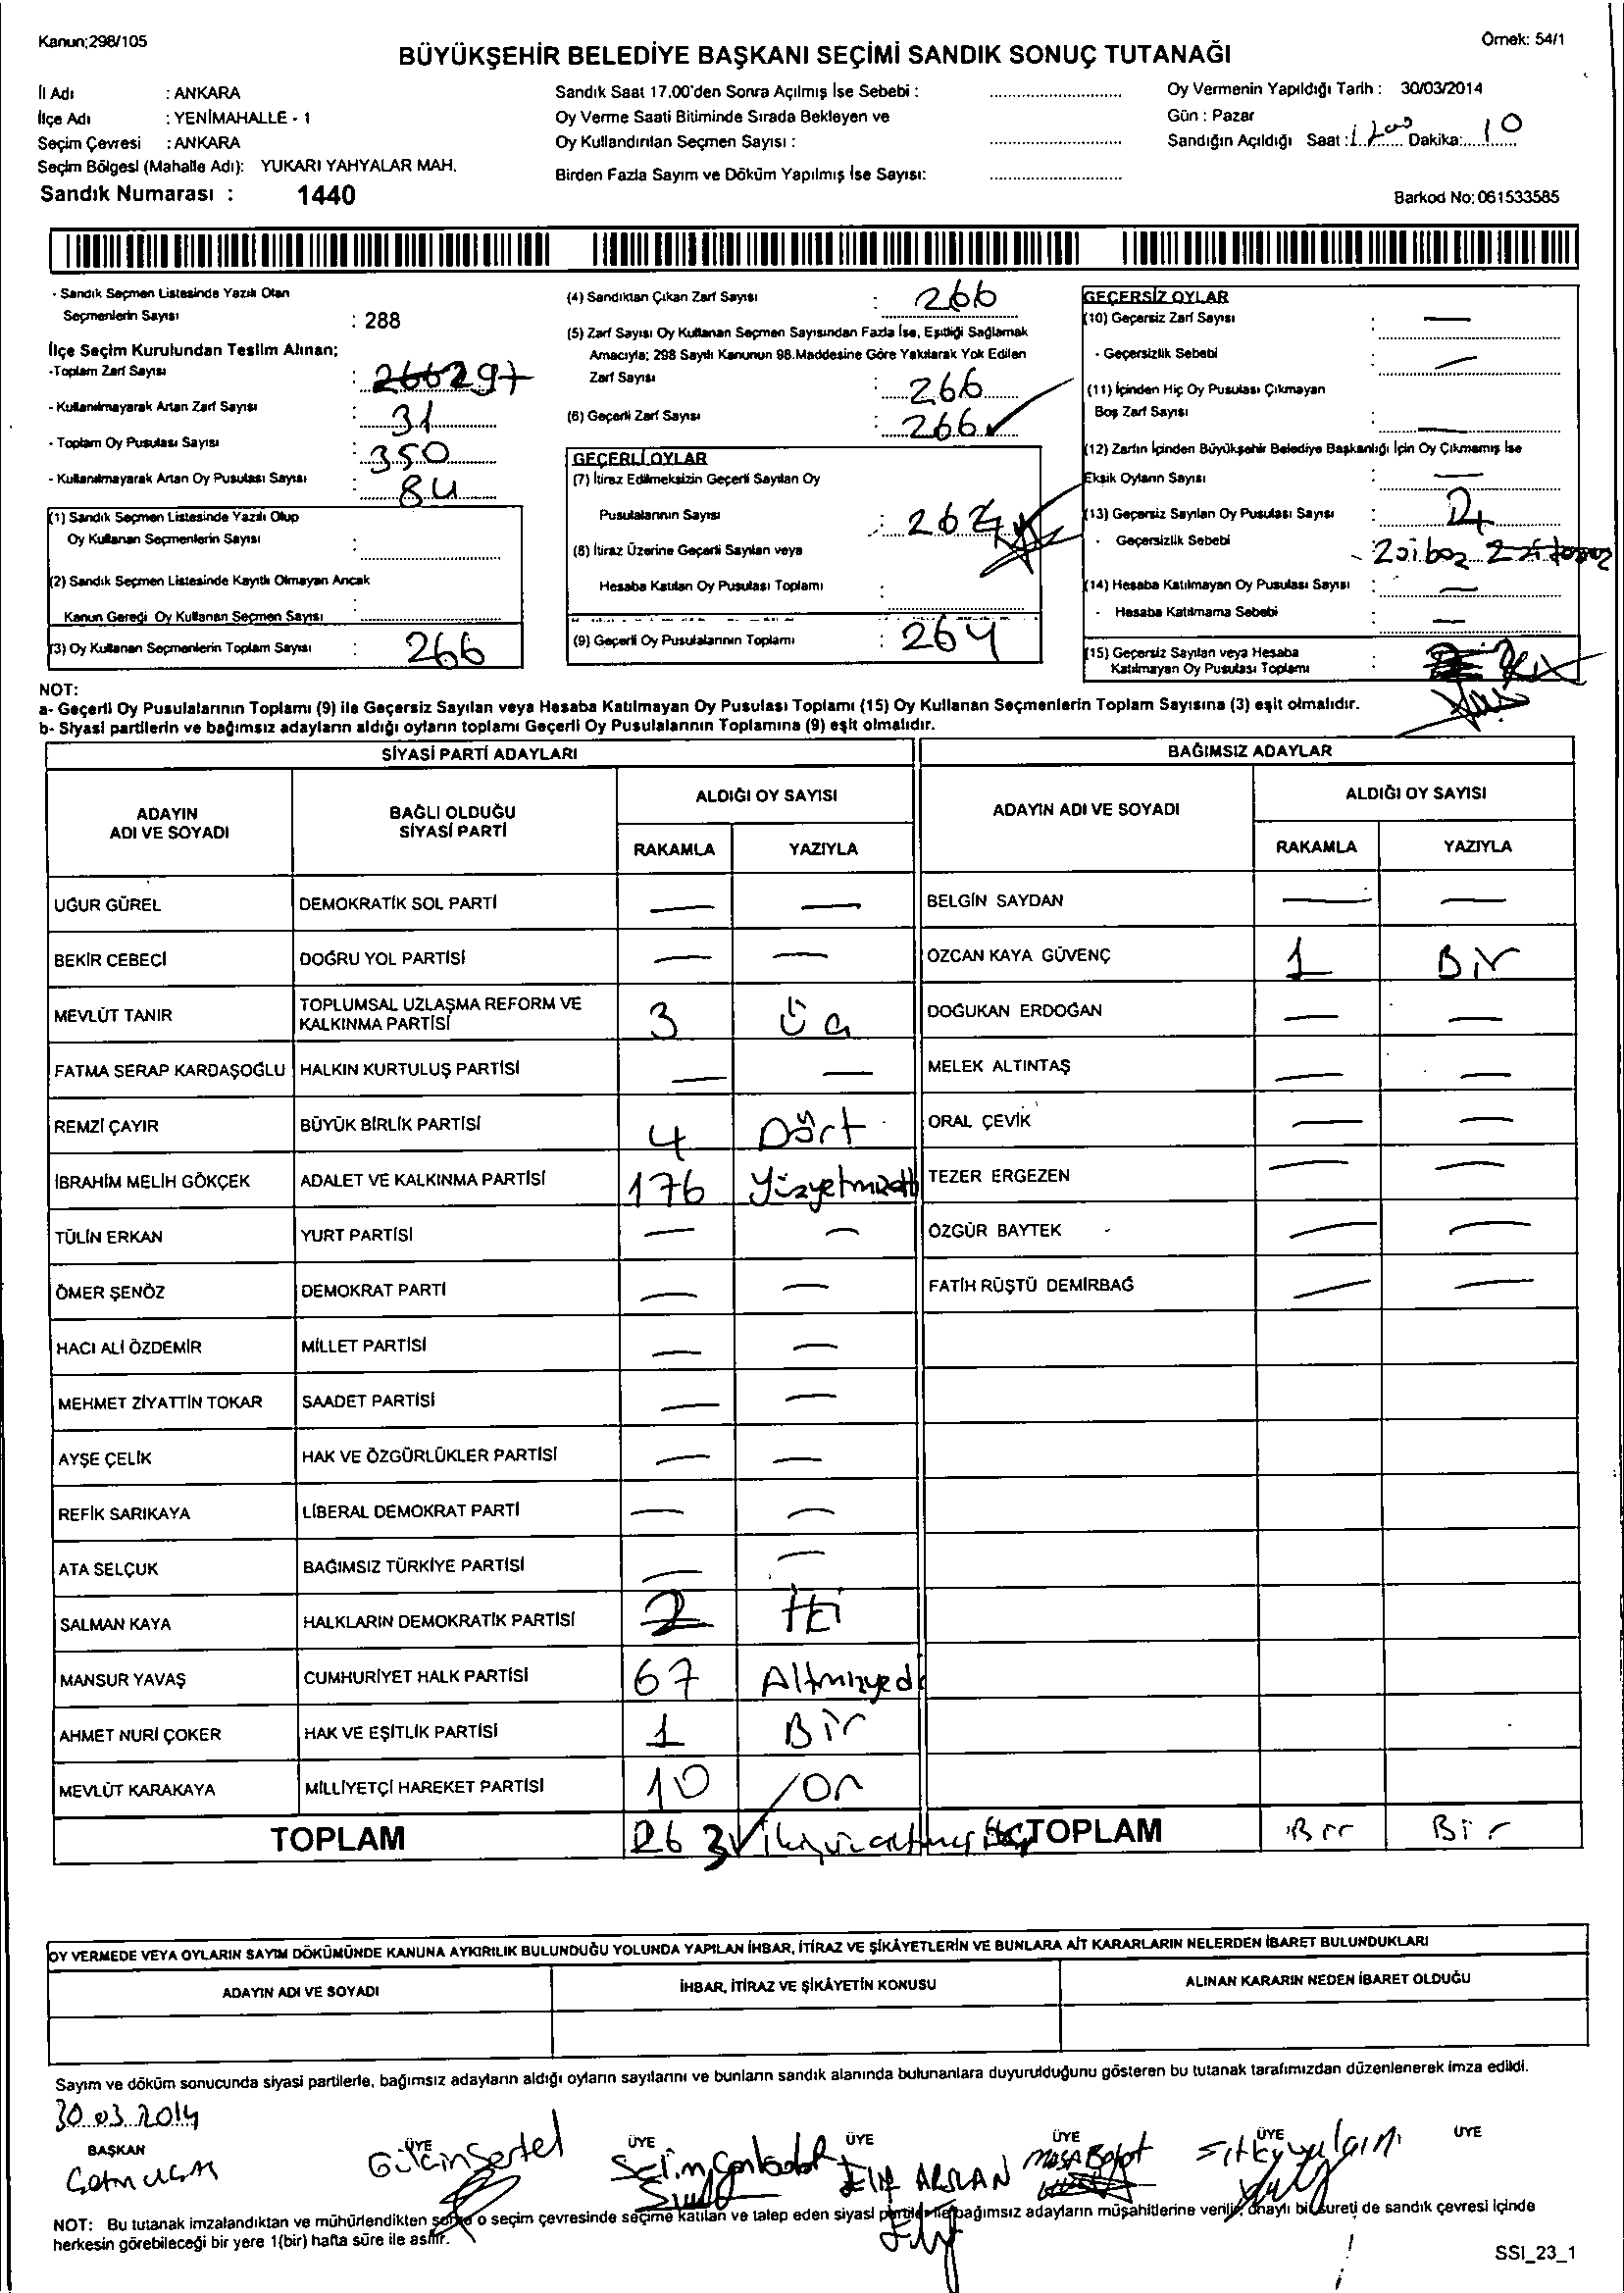 Kanun;298/105
Örnek: 54/1
BÜYÜKŞEHİR BELEDİYE BAŞKANI SEÇİMİ SANDIK SONUÇ TUTANAĞI
İl Adı : ANKARA
İlçe Adı : YENİMAHALLE - 1
Seçim Çevresi : ANKARA
Seçim Bölgesi (Mahalle Adı): YUKARI YAHYALAR MAH.
Sandık Numarası : 1440
Sandık Saat 17.00'den Sonra Açılmış İse Sebebi :
Oy Verme Saati Bitiminde Sırada Bekleyen ve
Oy Kullandırılan Seçmen Sayısı :
Birden Fazla Sayım ve Döküm Yapılmış İse Sayısı:
Oy Vermenin Yapıldığı Tarih : 30/03/2014
Gün : Pazar
Sandığın Açıldığı Saat : Dakika: 10
Barkod No: 061533585
- Sandık Seçmen Listesinde Yazılı Olan
Seçmenlerin Sayısı : 288
İlçe Seçim Kurulundan Teslim Alınan;
-Toplam Zarf Sayısı : 266 297
- Kullanılmayarak Artan Zarf Sayısı : 31
- Toplam Oy Pusulası Sayısı : 350
- Kullanılmayarak Artan Oy Pusulası Sayısı : 84
(1) Sandık Seçmen Listesinde Yazılı Olup
Oy Kullanan Seçmenlerin Sayısı :
(2) Sandık Seçmen Listesinde Kayıtlı Olmayan Ancak
Kanun Gereği Oy Kullanan Seçmen Sayısı :
(3) Oy Kullanan Seçmenlerin Toplam Sayısı : 266
(4) Sandıktan Çıkan Zarf Sayısı : 266
(5) Zarf Sayısı Oy Kullanan Seçmen Sayısından Fazla İse, Eşitliği Sağlamak
Amacıyla; 298 Sayılı Kanunun 98.Maddesine Göre Yakılarak Yok Edilen
Zarf Sayısı : 266
(6) Geçerli Zarf Sayısı : 266
GEÇERLİ OYLAR
(7) İtiraz Edilmeksizin Geçerli Sayılan Oy
Pusulalarının Sayısı : 264
(8) İtiraz Üzerine Geçerli Sayılan veya
Hesaba Katılan Oy Pusulası Toplamı :
(9) Geçerli Oy Pusulalarının Toplamı : 264
GEÇERSİZ OYLAR
(10) Geçersiz Zarf Sayısı : —
- Geçersizlik Sebebi : —
(11) İçinden Hiç Oy Pusulası Çıkmayan
Boş Zarf Sayısı : —
(12) Zarfın İçinden Büyükşehir Belediye Başkanlığı İçin Oy Çıkmamış İse
Eksik Oyların Sayısı : —
(13) Geçersiz Sayılan Oy Pusulası Sayısı : 2
- Geçersizlik Sebebi :
(14) Hesaba Katılmayan Oy Pusulası Sayısı : —
- Hesaba Katılmama Sebebi : —
(15) Geçersiz Sayılan veya Hesaba
Katılmayan Oy Pusulası Toplamı :
NOT:
a- Geçerli Oy Pusulalarının Toplamı (9) ile Geçersiz Sayılan veya Hesaba Katılmayan Oy Pusulası Toplamı (15) Oy Kullanan Seçmenlerin Toplam Sayısına (3) eşit olmalıdır.
b- Siyasi partilerin ve bağımsız adayların aldığı oyların toplamı Geçerli Oy Pusulalarının Toplamına (9) eşit olmalıdır.
SİYASİ PARTİ ADAYLARI
ADAYIN
ADI VE SOYADI
BAĞLI OLDUĞU
SİYASİ PARTİ
ALDIĞI OY SAYISI
RAKAMLA YAZIYLA
UĞUR GÜREL DEMOKRATİK SOL PARTİ — —
BEKİR CEBECİ DOĞRU YOL PARTİSİ — —
MEVLÜT TANIR TOPLUMSAL UZLAŞMA REFORM VE
KALKINMA PARTİSİ 3 Üç
FATMA SERAP KARDAŞOĞLU HALKIN KURTULUŞ PARTİSİ — —
REMZİ ÇAYIR BÜYÜK BİRLİK PARTİSİ 4 Dört
İBRAHİM MELİH GÖKÇEK ADALET VE KALKINMA PARTİSİ 176 Yüzyetmişaltı
TÜLİN ERKAN YURT PARTİSİ — —
ÖMER ŞENÖZ DEMOKRAT PARTİ — —
HACI ALİ ÖZDEMİR MİLLET PARTİSİ — —
MEHMET ZİYATTİN TOKAR SAADET PARTİSİ — —
AYŞE ÇELİK HAK VE ÖZGÜRLÜKLER PARTİSİ — —
REFİK SARIKAYA LİBERAL DEMOKRAT PARTİ — —
ATA SELÇUK BAĞIMSIZ TÜRKİYE PARTİSİ — —
SALMAN KAYA HALKLARIN DEMOKRATİK PARTİSİ 2 İki
MANSUR YAVAŞ CUMHURİYET HALK PARTİSİ 67 Altmışyedi
AHMET NURİ ÇOKER HAK VE EŞİTLİK PARTİSİ 1 Bir
MEVLÜT KARAKAYA MİLLİYETÇİ HAREKET PARTİSİ 10 On
TOPLAM 263 ikiyüzaltmışüç
BAĞIMSIZ ADAYLAR
ADAYIN ADI VE SOYADI
ALDIĞI OY SAYISI
RAKAMLA YAZIYLA
BELGİN SAYDAN — —
ÖZCAN KAYA GÜVENÇ 1 Bir
DOĞUKAN ERDOĞAN — —
MELEK ALTINTAŞ — —
ORAL ÇEVİK — —
TEZER ERGEZEN — —
ÖZGÜR BAYTEK — —
FATİH RÜŞTÜ DEMİRBAĞ — —
TOPLAM Bir Bir
OY VERMEDE VEYA OYLARIN SAYIM DÖKÜMÜNDE KANUNA AYKIRILIK BULUNDUĞU YOLUNDA YAPILAN İHBAR, İTİRAZ VE ŞİKÂYETLERİN VE BUNLARA AİT KARARLARIN NELERDEN İBARET BULUNDUKLARI
ADAYIN ADI VE SOYADI İHBAR, İTİRAZ VE ŞİKÂYETİN KONUSU ALINAN KARARIN NEDEN İBARET OLDUĞU
Sayım ve döküm sonucunda siyasi partilerle, bağımsız adayların aldığı oyların sayılarını ve bunların sandık alanında bulunanlara duyurulduğunu gösteren bu tutanak tarafımızdan düzenlenerek imza edildi.
30.03.2014
BAŞKAN ÜYE ÜYE ÜYE ÜYE ÜYE ÜYE
Gülçin Sertel Selim ELİF ARSLAN Sıtkı Yalçın
NOT: Bu tutanak imzalandıktan ve mühürlendikten sonra o seçim çevresinde seçime katılan ve talep eden siyasi partilerle bağımsız adayların müşahitlerine verilir, onaylı bir sureti de sandık çevresi içinde
herkesin görebileceği bir yere 1(bir) hafta süre ile asılır.
SSI_23_1